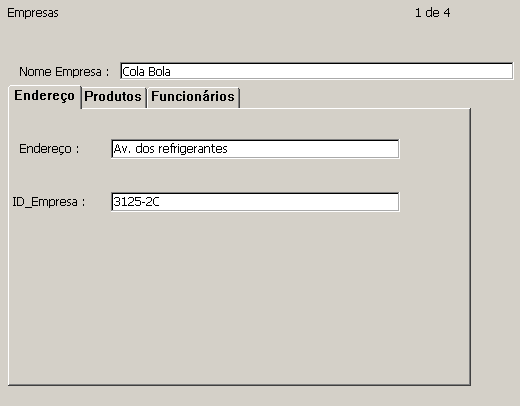 Empresas 1 de 4
Nome Empresa : Cola Bola
Endereço Produtos Funcionários
Endereço : Av. dos refrigerantes
ID_Empresa : 3125-2C